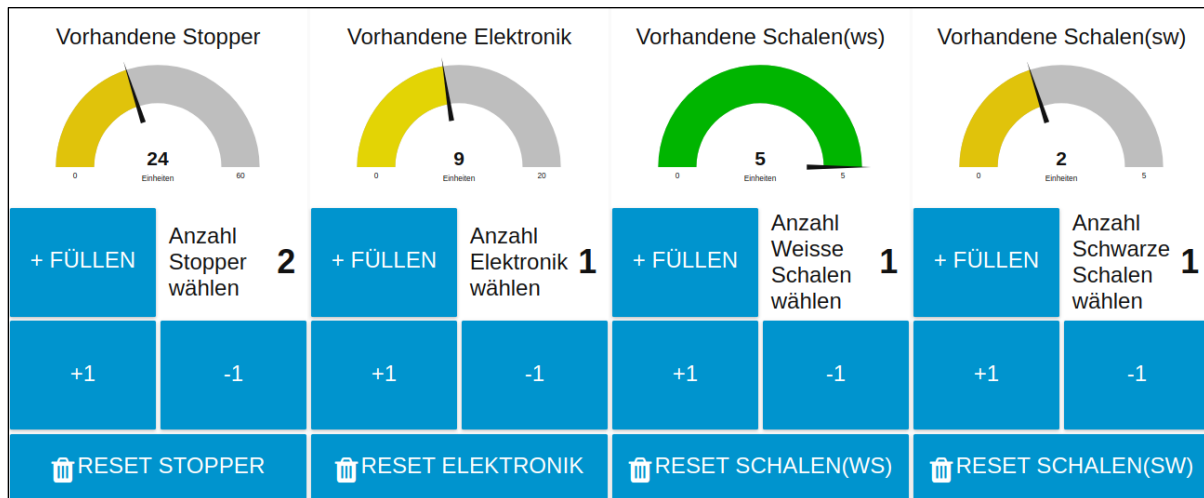 Vorhandene Stopper
24
Einheiten
0
60
Vorhandene Elektronik
9
Einheiten
0
20
Vorhandene Schalen(ws)
5
Einheiten
0
5
Vorhandene Schalen(sw)
2
Einheiten
0
5
+ FÜLLEN
Anzahl
Stopper
wählen
2
+ FÜLLEN
Anzahl
Elektronik
wählen
1
+ FÜLLEN
Anzahl
Weisse
Schalen
wählen
1
+ FÜLLEN
Anzahl
Schwarze
Schalen
wählen
1
+1
-1
+1
-1
+1
-1
+1
-1
RESET STOPPER
RESET ELEKTRONIK
RESET SCHALEN(WS)
RESET SCHALEN(SW)